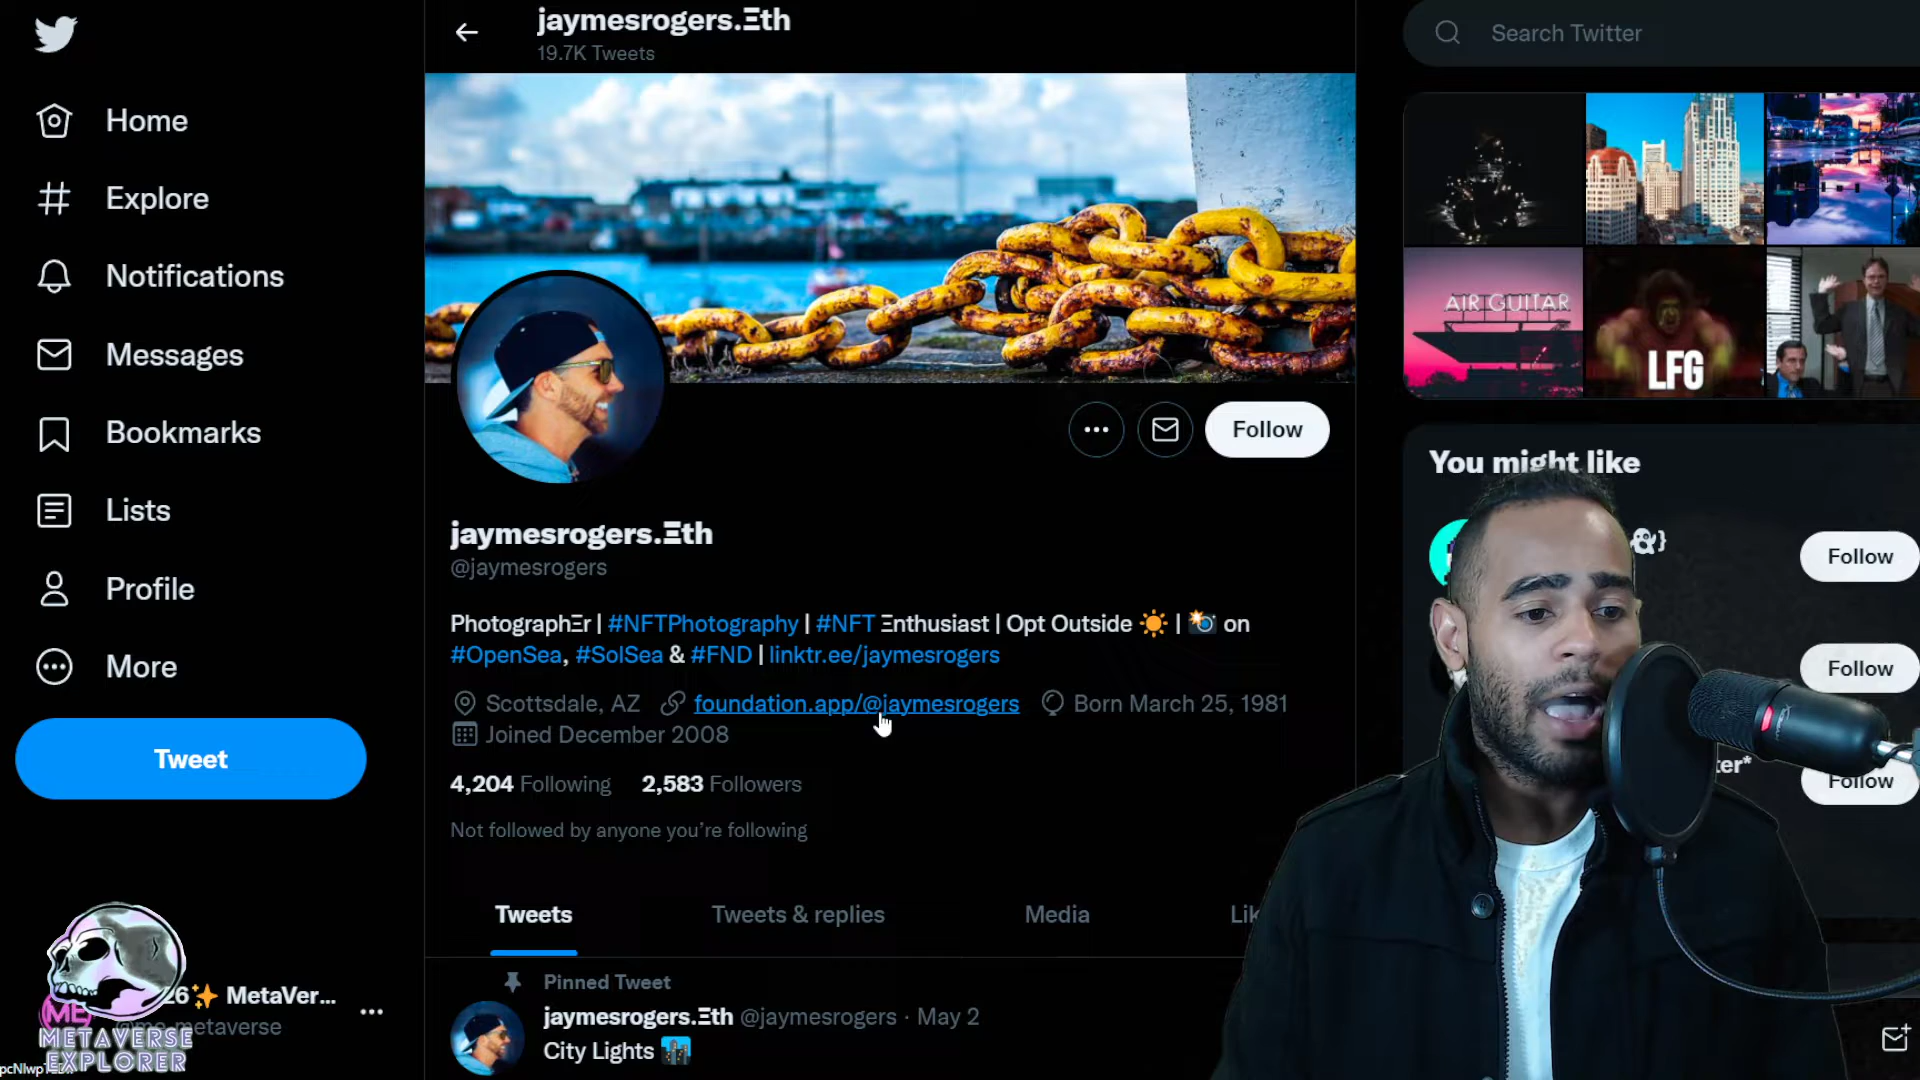 jaymesrogers.Ξth
19.7K Tweets
Search Twitter
Home
Explore
Notifications
Messages
Bookmarks
Lists
Profile
More
Tweet
AIR GUITAR
LFG
Follow
You might like
Follow
Follow
ter*
Follow
jaymesrogers.Ξth
@jaymesrogers
PhotographΞr | #NFTPhotography | #NFT Ξnthusiast | Opt Outside ☀️ | 📸 on
#OpenSea, #SolSea & #FND | linktr.ee/jaymesrogers
Scottsdale, AZ foundation.app/@jaymesrogers Born March 25, 1981
Joined December 2008
4,204 Following 2,583 Followers
Not followed by anyone you're following
Tweets Tweets & replies Media Lik
Pinned Tweet
jaymesrogers.Ξth @jaymesrogers · May 2
City Lights 🏙️
26✨ MetaVer...
metaverse
ME
METAVERSE
EXPLORER